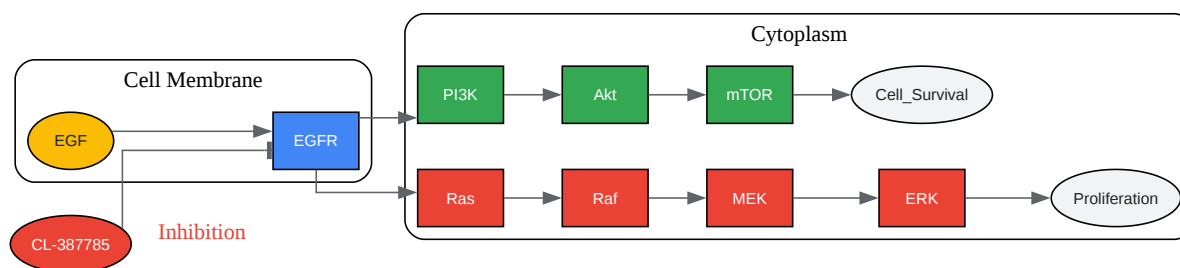 Cytoplasm
Cell Membrane
PI3K
Akt
mTOR
Cell_Survival
EGF
EGFR
Ras
Raf
MEK
ERK
Proliferation
CL-387785
Inhibition